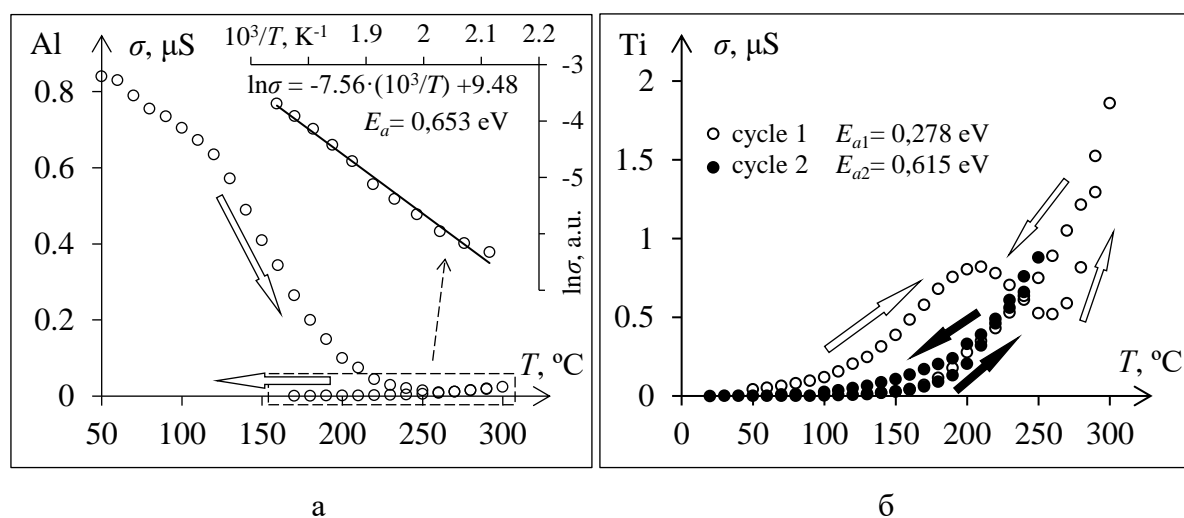 Al
σ, μS
10³/T, K⁻¹
1.9
2
2.1
2.2
lnσ = -7.56·(10³/T) +9.48
Eₐ= 0,653 eV
-3
-4
-5
lnσ, a.u.
0.8
0.6
0.4
0.2
0
T, ºC
50
100
150
200
250
300
а
Ti
σ, μS
2
1.5
1
0.5
0
cycle 1 Eₐ₁= 0,278 eV
cycle 2 Eₐ₂= 0,615 eV
T, ºC
0
50
100
150
200
250
300
б